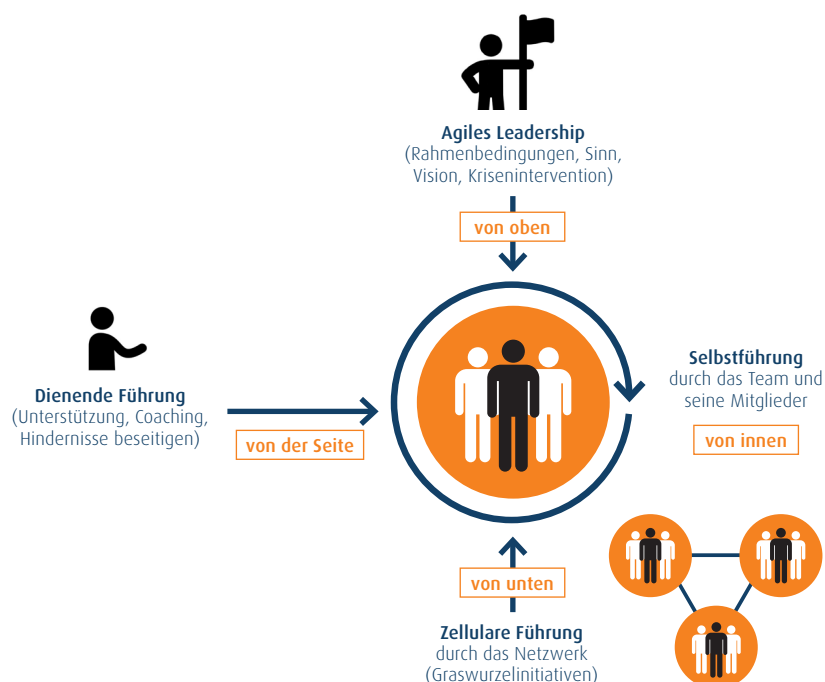 Agiles Leadership
(Rahmenbedingungen, Sinn,
Vision, Krisenintervention)
von oben
Dienende Führung
(Unterstützung, Coaching,
Hindernisse beseitigen)
von der Seite
Selbstführung
durch das Team und
seine Mitglieder
von innen
von unten
Zellulare Führung
durch das Netzwerk
(Graswurzelinitiativen)